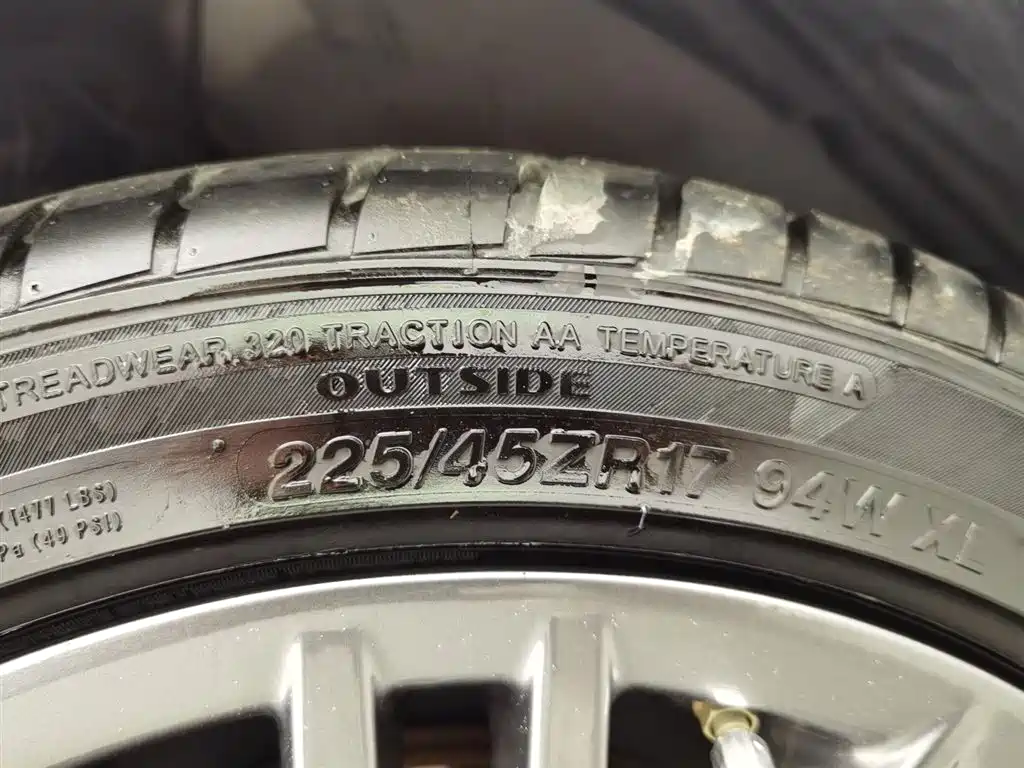 TREADWEAR 320 TRACTION AA TEMPERATURE A
OUTSIDE
225/45ZR17 94W XL
(1477 LBS)
Pa (49 PSI)